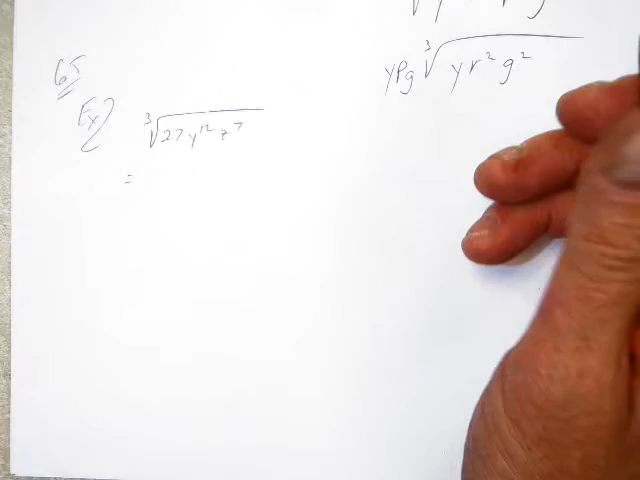 ypg ∛(yr²g²)
65
Ex) ∛(27y¹²z⁷)
=